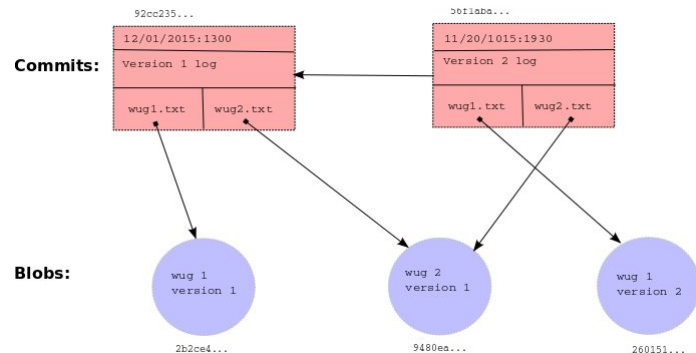 92cc235...
56f1aba...
Commits:
12/01/2015:1300
Version 1 log
wug1.txt
wug2.txt
11/20/1015:1930
Version 2 log
wug1.txt
wug2.txt
Blobs:
wug 1
version 1
wug 2
version 1
wug 1
version 2
2b2ce4...
9480ea...
260151...